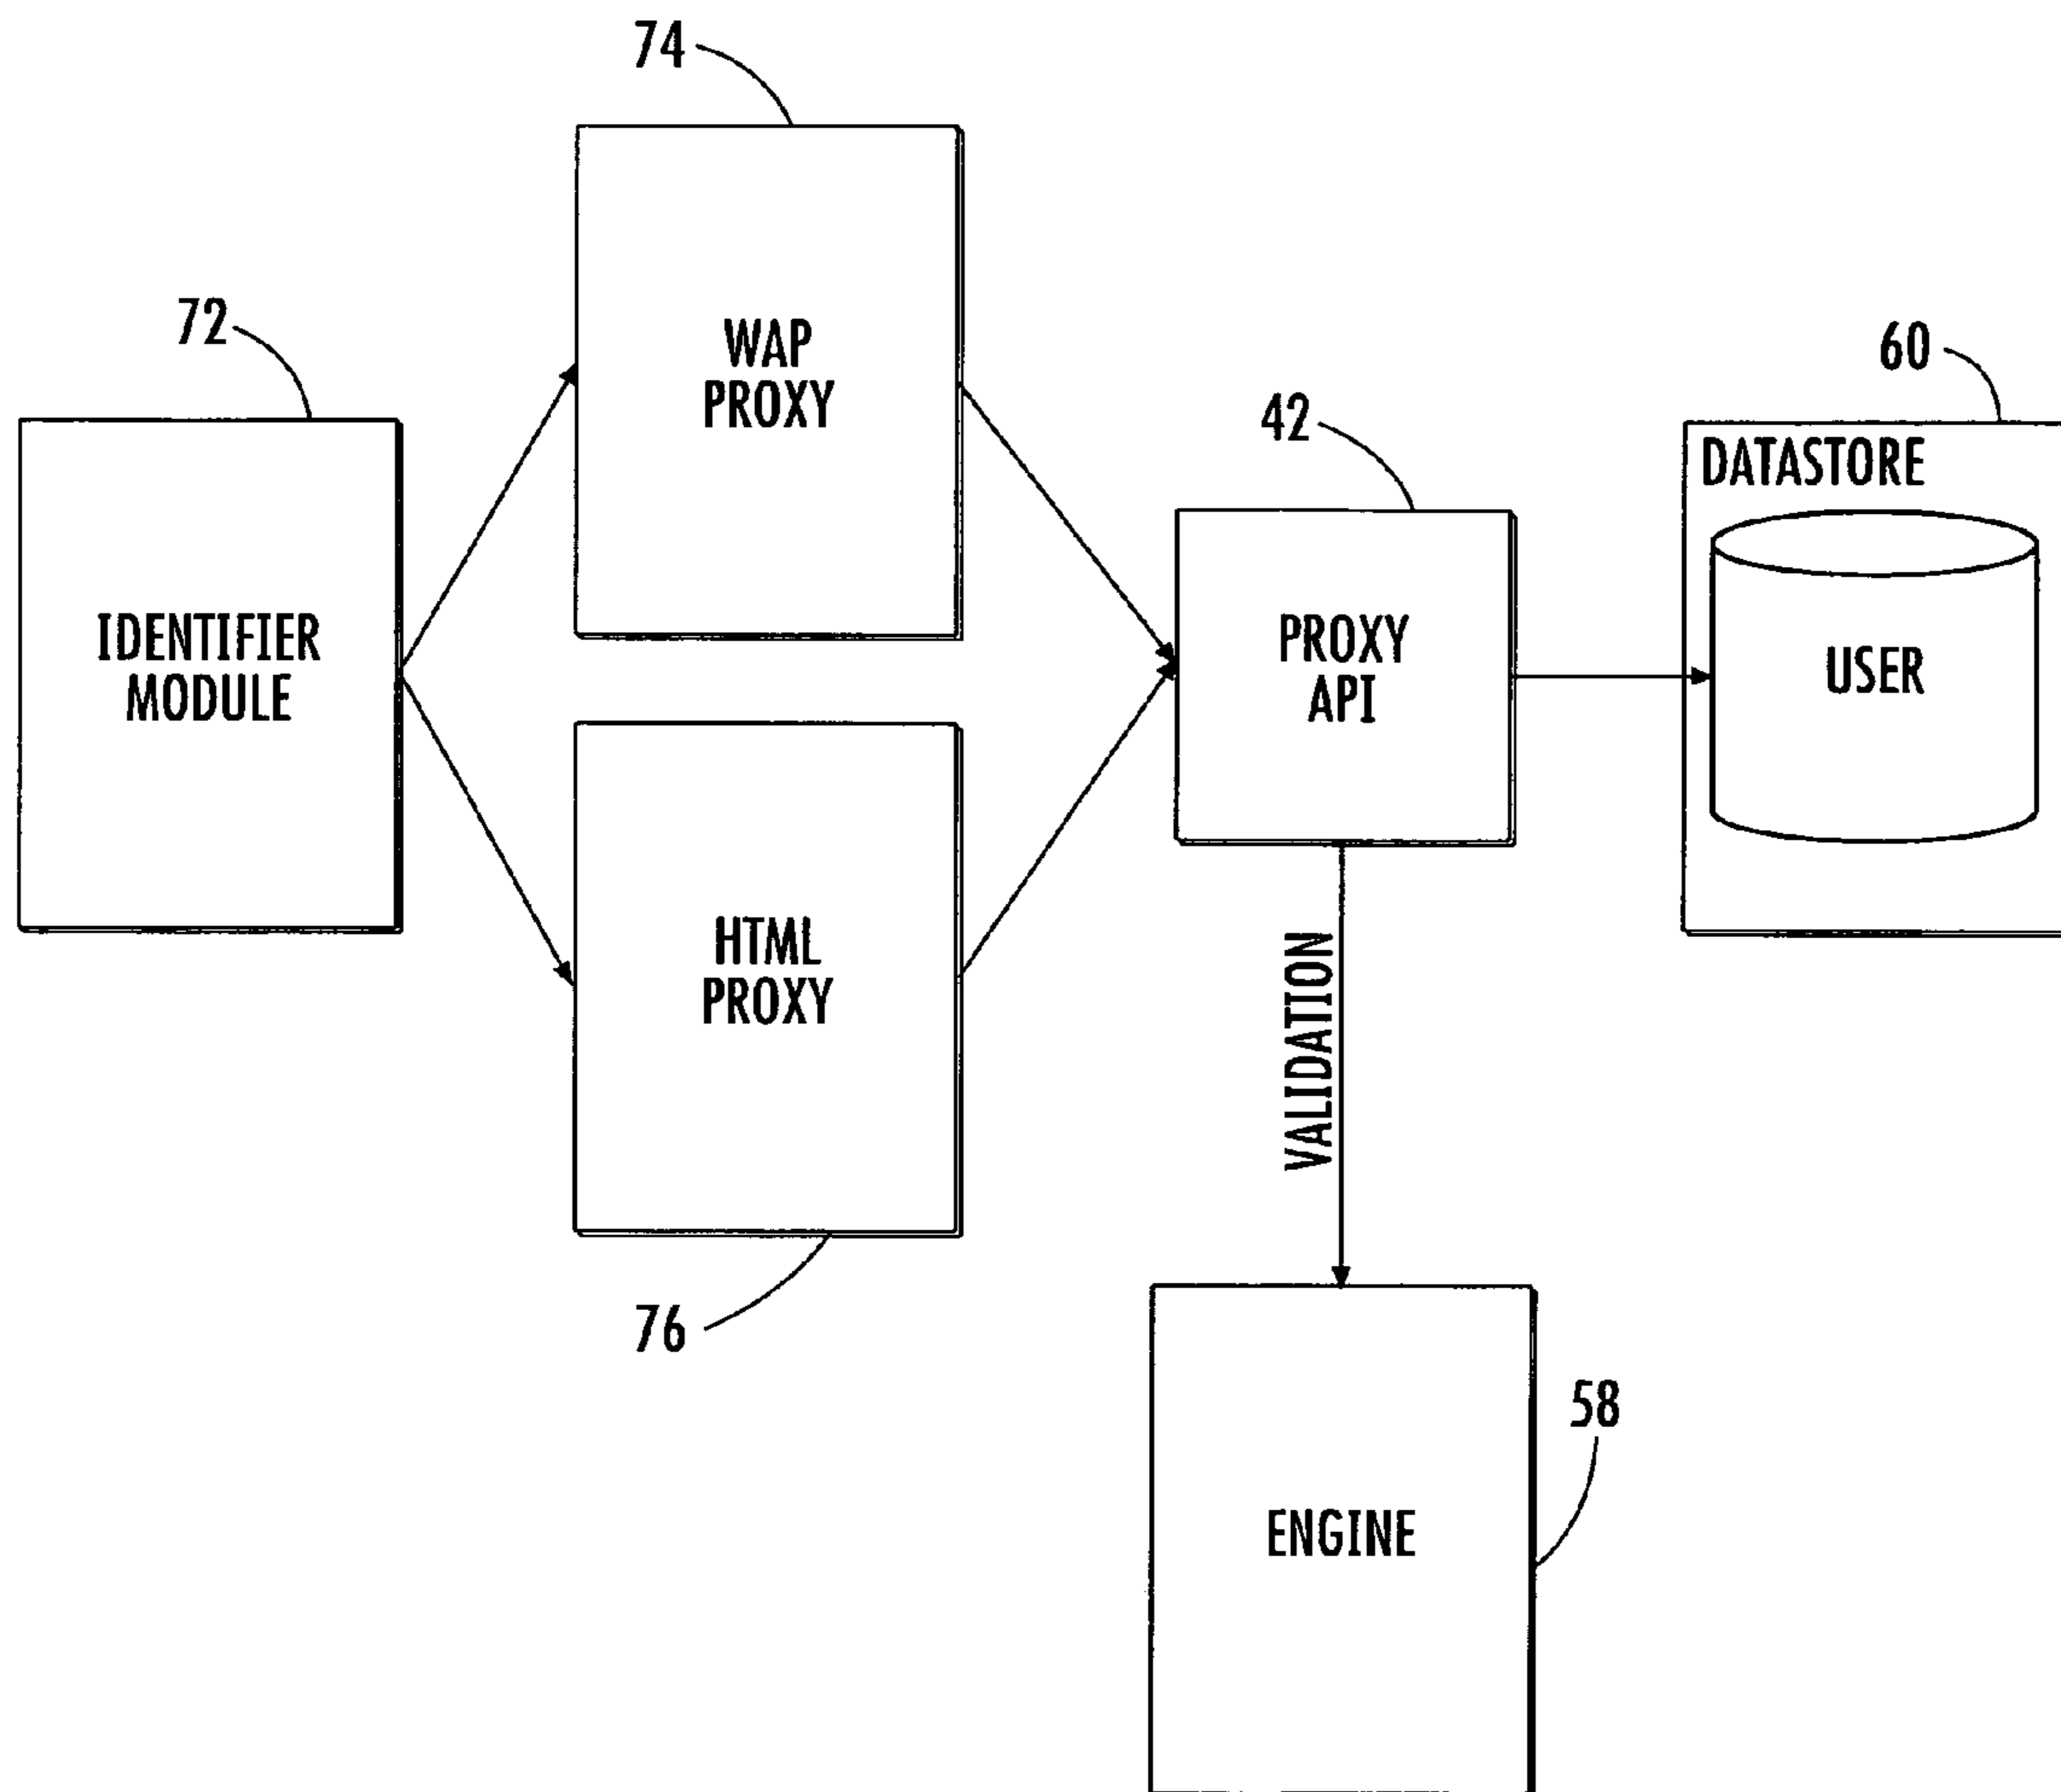 74
WAP
PROXY
72
IDENTIFIER
MODULE
60
DATASTORE
USER
42
PROXY
API
HTML
PROXY
76
VALIDATION
58
ENGINE